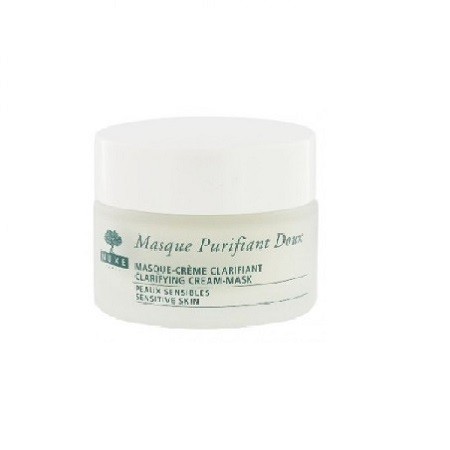 Masque Purifiant Doux
NUXE
MASQUE-CRÈME CLARIFIANT
CLARIFYING CREAM-MASK
PEAUX SENSIBLES
SENSITIVE SKIN